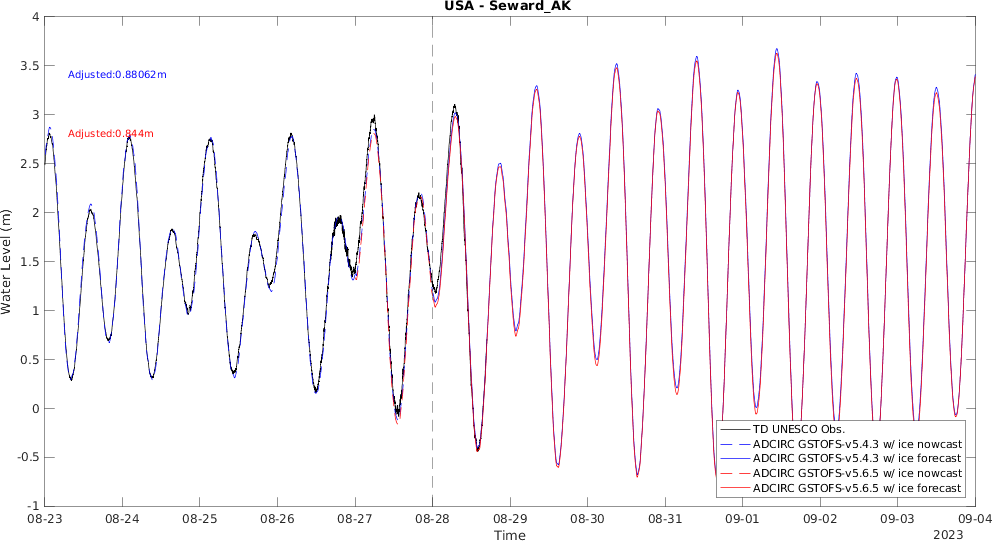 USA - Seward_AK
4
3.5
3
2.5
2
1.5
1
0.5
0
-0.5
-1
Water Level (m)
Adjusted:0.88062m
Adjusted:0.844m
TD UNESCO Obs.
ADCIRC GSTOFS-v5.4.3 w/ ice nowcast
ADCIRC GSTOFS-v5.4.3 w/ ice forecast
ADCIRC GSTOFS-v5.6.5 w/ ice nowcast
ADCIRC GSTOFS-v5.6.5 w/ ice forecast
08-23 08-24 08-25 08-26 08-27 08-28 08-29 08-30 08-31 09-01 09-02 09-03 09-04
Time
2023